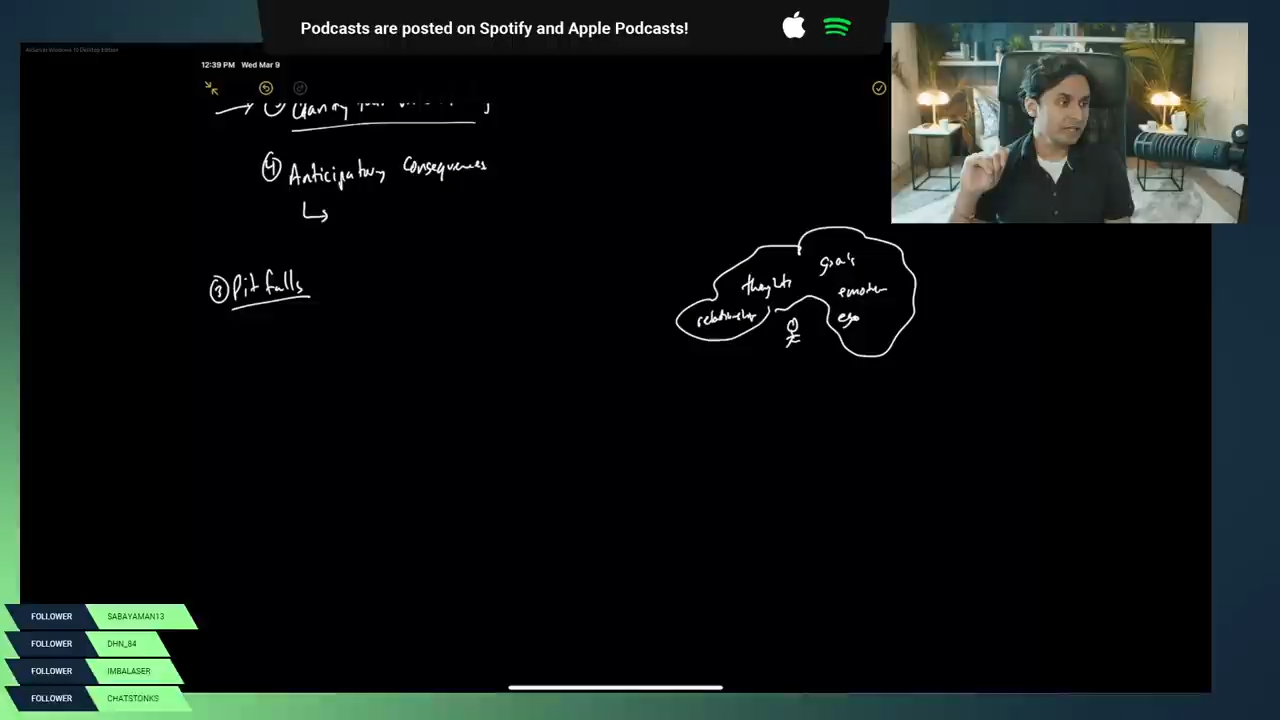 Podcasts are posted on Spotify and Apple Podcasts!
12:39 PM Wed Mar 9
④ Anticipatory Consequences
③ Pitfalls
goals
thoughts
emotion
relationships
ego
FOLLOWER SABAYAMAN13
FOLLOWER DHN_84
FOLLOWER IMBALASER
FOLLOWER CHATSTONKS